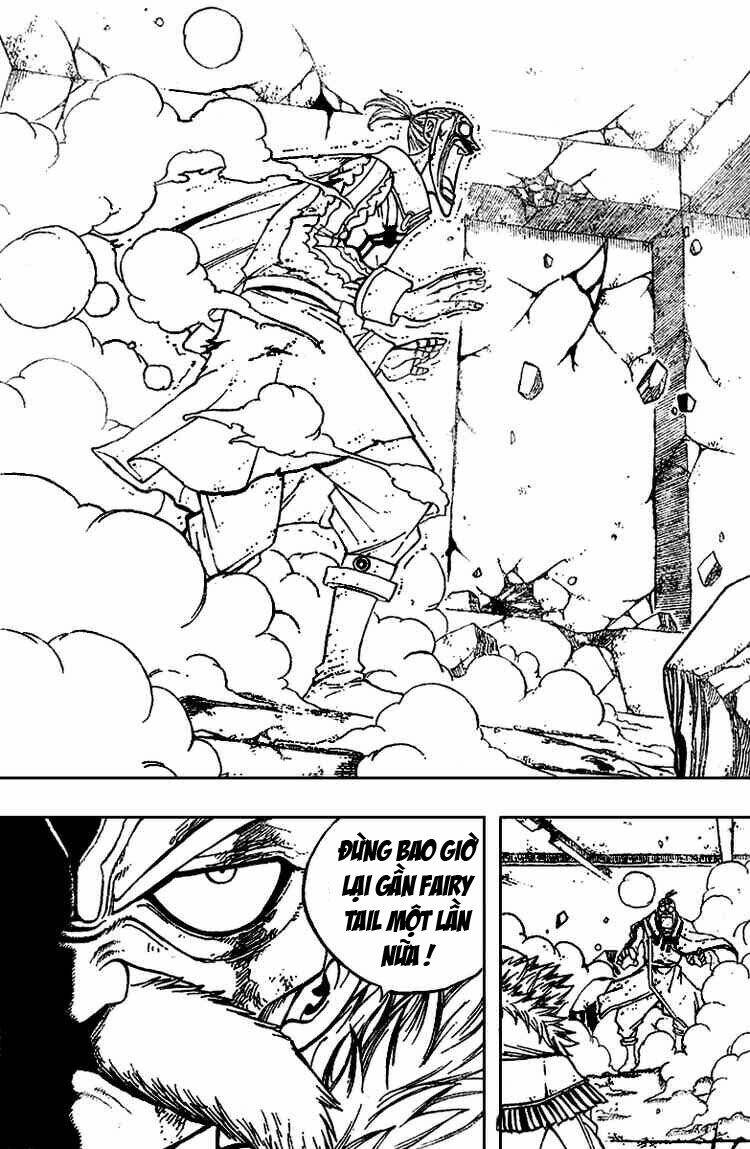 ĐỪNG BAO GIỜ
LẠI GẦN FAIRY
TAIL MỘT LẦN
NỮA !